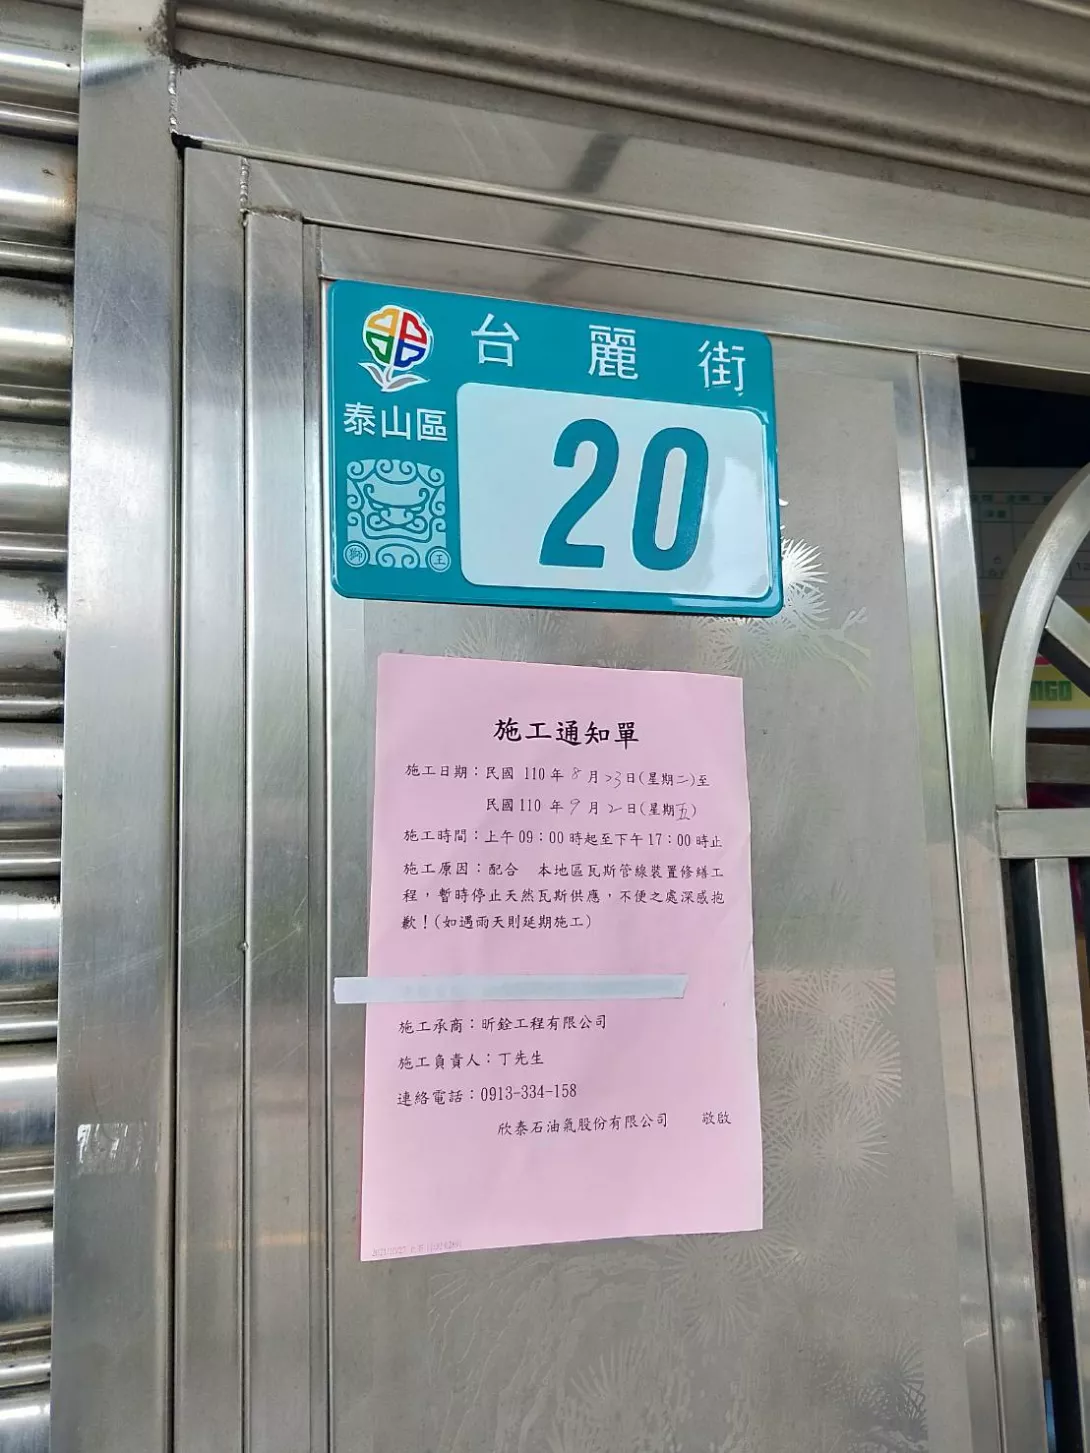 台麗街
泰山區
20
獅 王
施工通知單
施工日期：民國 110 年 8 月 23 日(星期二)至
民國 110 年 9 月 2 日(星期五)
施工時間：上午 09：00 時起至下午 17：00 時止
施工原因：配合 本地區瓦斯管線裝置修繕工
程，暫時停止天然瓦斯供應，不便之處深感抱
歉！(如遇雨天則延期施工)
施工承商：昕銓工程有限公司
施工負責人：丁先生
連絡電話：0913-334-158
欣泰石油氣股份有限公司 敬啟